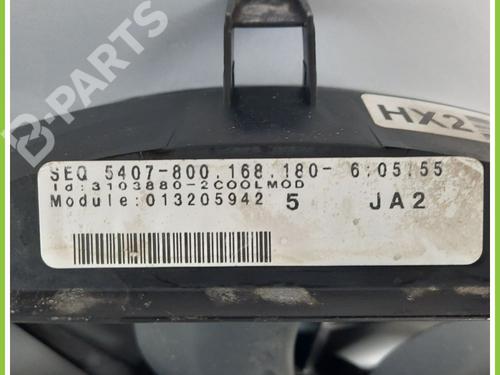 B-PARTS
HX2
SEQ 5407-800.168.180- 6:05:55
Id:3103880-2COOLMOD
Module:013205942 5 JA2